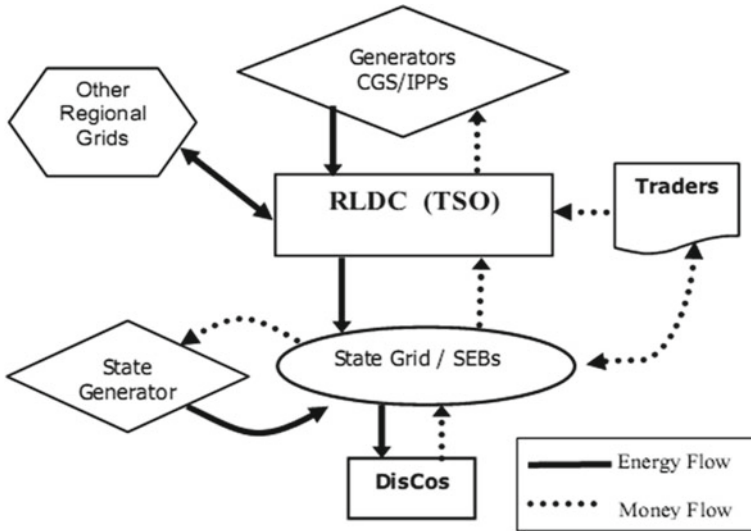 Generators
CGS/IPPs
Other
Regional
Grids
RLDC (TSO)
Traders
State Grid / SEBs
State
Generator
DisCos
Energy Flow
Money Flow